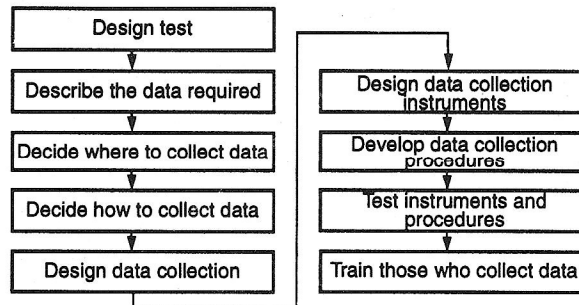 Design test
Describe the data required
Decide where to collect data
Decide how to collect data
Design data collection
Design data collection
instruments
Develop data collection
procedures
Test instruments and
procedures
Train those who collect data